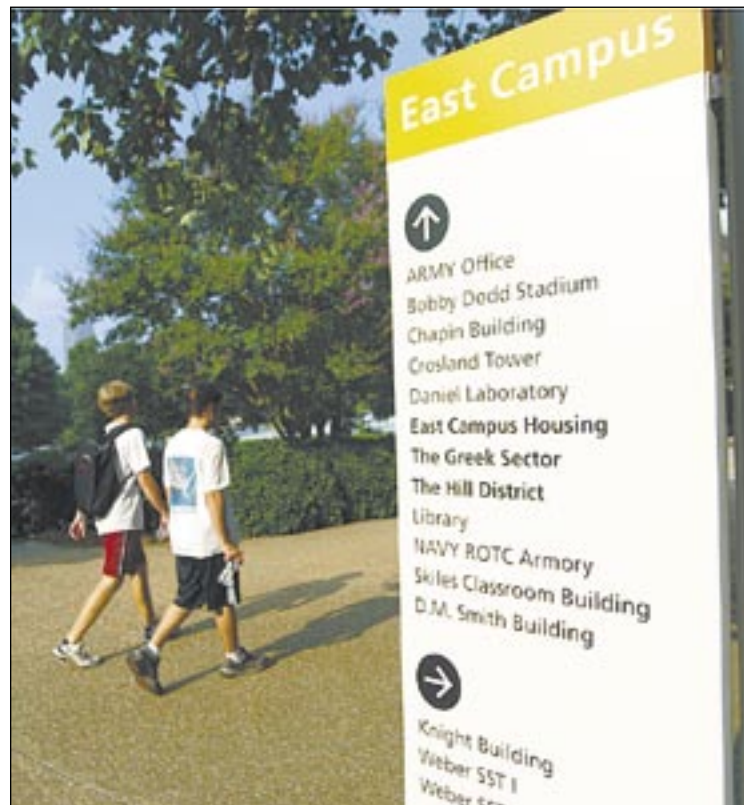 East Campus
ARMY Office
Bobby Dodd Stadium
Chapin Building
Crosland Tower
Daniel Laboratory
East Campus Housing
The Greek Sector
The Hill District
Library
NAVY ROTC Armory
Skiles Classroom Building
D.M. Smith Building
Knight Building
Weber SST I
Weber